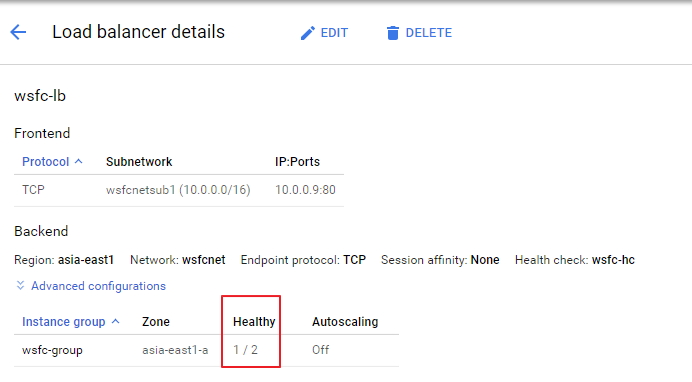 Load balancer details EDIT DELETE
wsfc-lb
Frontend
Protocol Subnetwork IP:Ports
TCP wsfcnetsub1 (10.0.0.0/16) 10.0.0.9:80
Backend
Region: asia-east1 Network: wsfcnet Endpoint protocol: TCP Session affinity: None Health check: wsfc-hc
Advanced configurations
Instance group Zone Healthy Autoscaling
wsfc-group asia-east1-a 1 / 2 Off